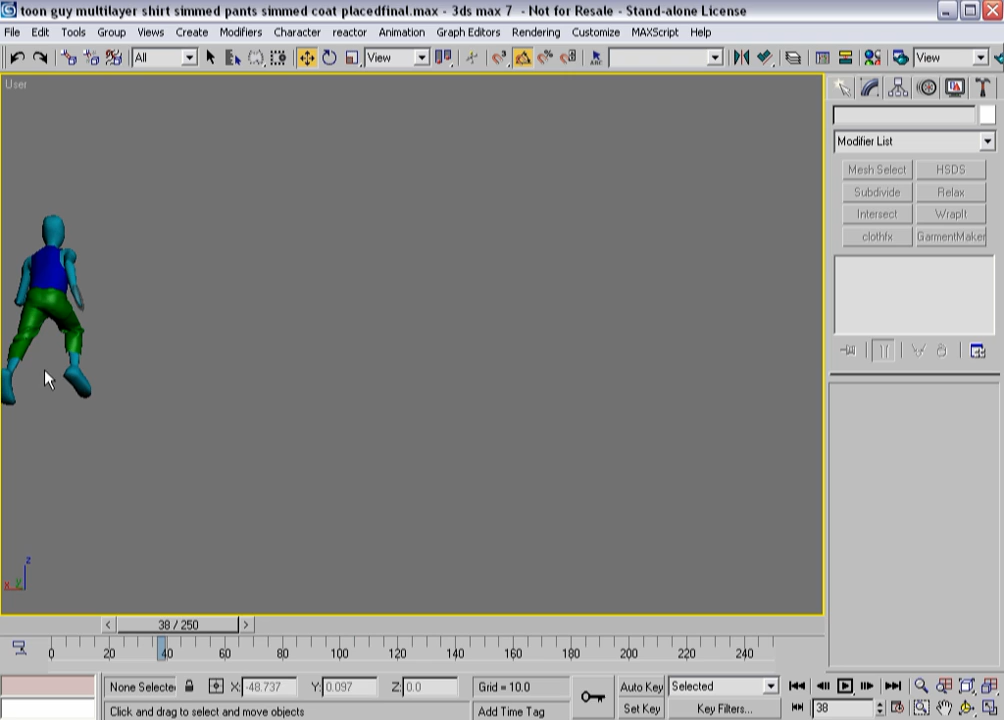 toon guy multilayer shirt simmed pants simmed coat placedfinal.max - 3ds max 7 - Not for Resale - Stand-alone License
File Edit Tools Group Views Create Modifiers Character reactor Animation Graph Editors Rendering Customize MAXScript Help
All View View
User
Modifier List
Mesh Select HSDS
Subdivide Relax
Intersect WrapIt
clothfx GarmentMaker
z
x y
< 38 / 250 >
0 20 40 60 80 100 120 140 160 180 200 220 240
None Selecte X: -48.737 Y: 0.097 Z: 0.0 Grid = 10.0 Auto Key Selected
Click and drag to select and move objects Add Time Tag Set Key Key Filters... 38